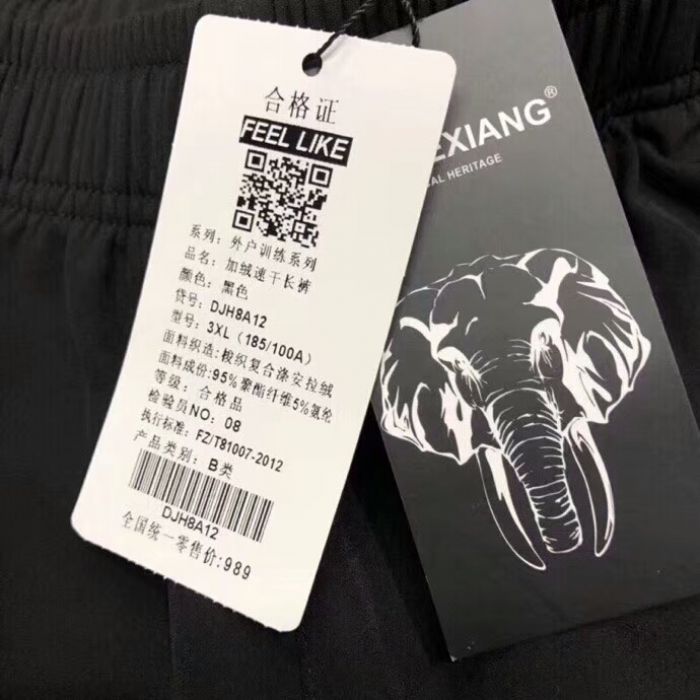 合格证
FEEL LIKE
系列: 外户训练系列
品名: 加绒速干长裤
颜色: 黑色
货号: DJH8A12
型号: 3XL (185/100A)
面料织造: 梭织复合涤安拉绒
面料成份: 95%聚酯纤维5%氨纶
等级: 合格品
检验员NO: 08
执行标准: FZ/T81007-2012
产品类别: B类
DJH8A12
全国统一零售价: 989
EXIANG®
HERITAGE